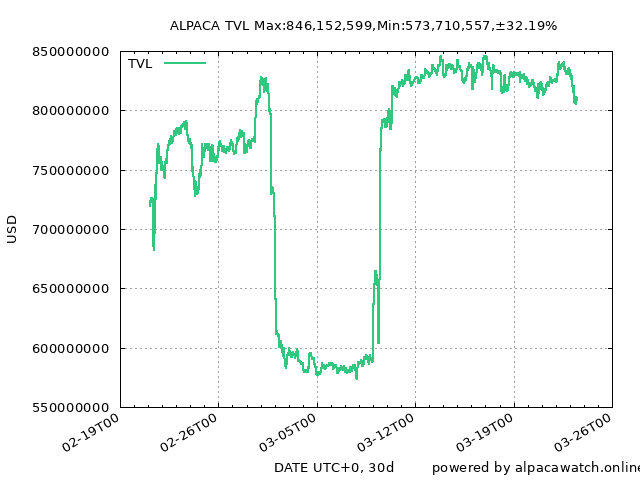 ALPACA TVL Max:846,152,599,Min:573,710,557,±32.19%
TVL
850000000
800000000
750000000
700000000
650000000
600000000
550000000
USD
02-19T00
02-26T00
03-05T00
03-12T00
03-19T00
03-26T00
DATE UTC+0, 30d
powered by alpacawatch.online